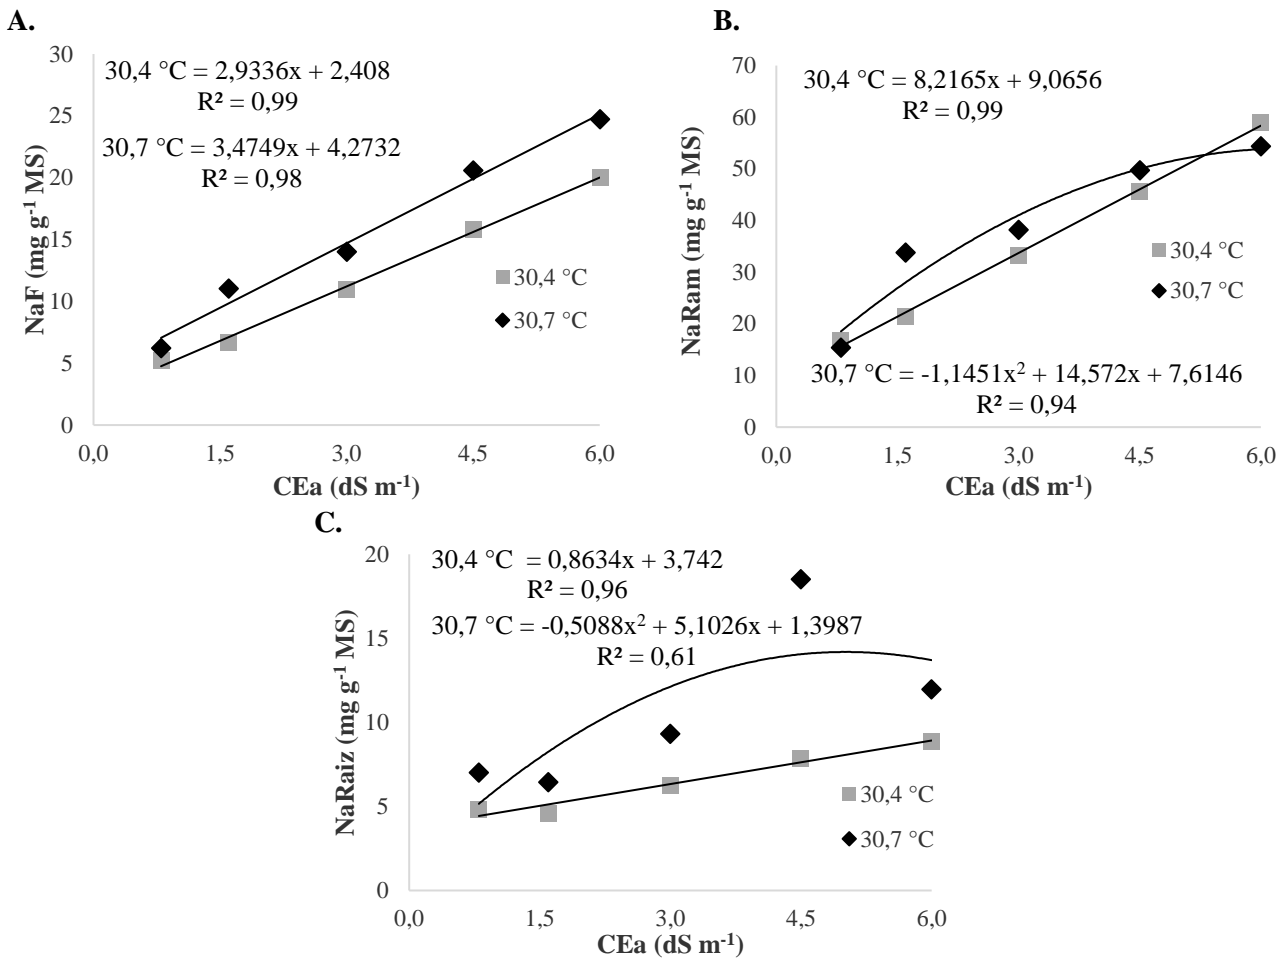 A.
30
25
20
15
10
5
0
NaF (mg g⁻¹ MS)
30,4 °C = 2,9336x + 2,408
R² = 0,99
30,7 °C = 3,4749x + 4,2732
R² = 0,98
30,4 °C
30,7 °C
0,0 1,5 3,0 4,5 6,0
CEa (dS m⁻¹)
B.
70
60
50
40
30
20
10
0
NaRam (mg g⁻¹ MS)
30,4 °C = 8,2165x + 9,0656
R² = 0,99
30,4 °C
30,7 °C
30,7 °C = -1,1451x² + 14,572x + 7,6146
R² = 0,94
0,0 1,5 3,0 4,5 6,0
CEa (dS m⁻¹)
C.
20
15
10
5
0
NaRaiz (mg g⁻¹ MS)
30,4 °C = 0,8634x + 3,742
R² = 0,96
30,7 °C = -0,5088x² + 5,1026x + 1,3987
R² = 0,61
30,4 °C
30,7 °C
0,0 1,5 3,0 4,5 6,0
CEa (dS m⁻¹)